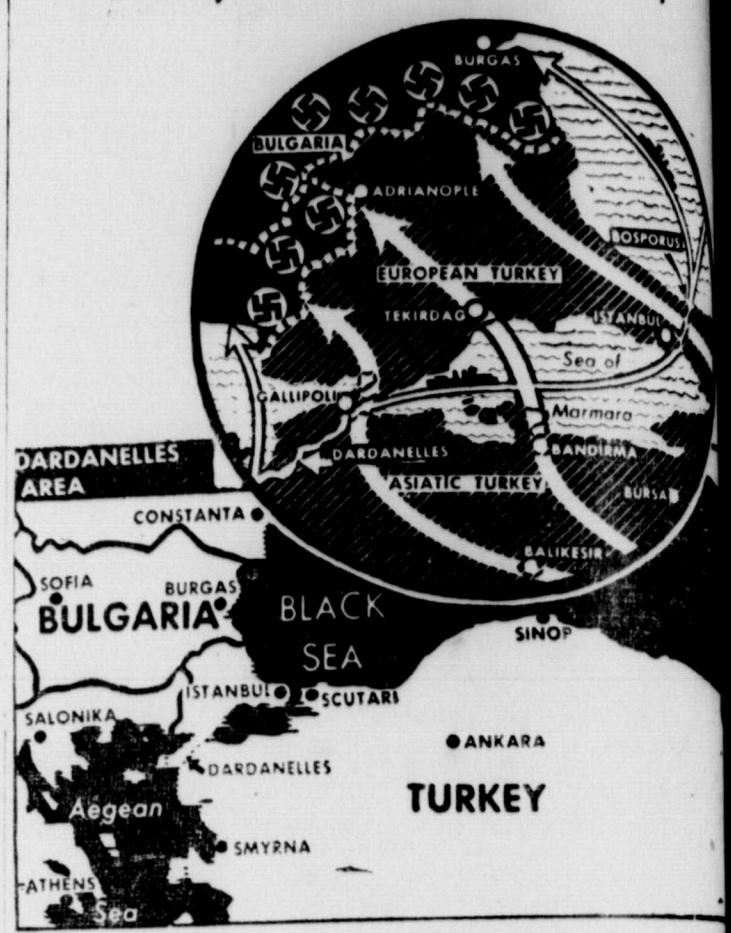 BURGAS
BULGARIA
ADRIANOPLE
BOSPORUS
EUROPEAN TURKEY
TEKIRDAG
ISTANBUL
Sea of
Marmara
GALLIPOLI
DARDANELLES
BANDIRMA
ASIATIC TURKEY
BURSA
BALIKESIR
DARDANELLES
AREA
CONSTANTA
SOFIA
BURGAS
BULGARIA
BLACK
SEA
SINOP
ISTANBUL
SCUTARI
SALONIKA
ANKARA
DARDANELLES
TURKEY
Aegean
SMYRNA
ATHENS
Sea